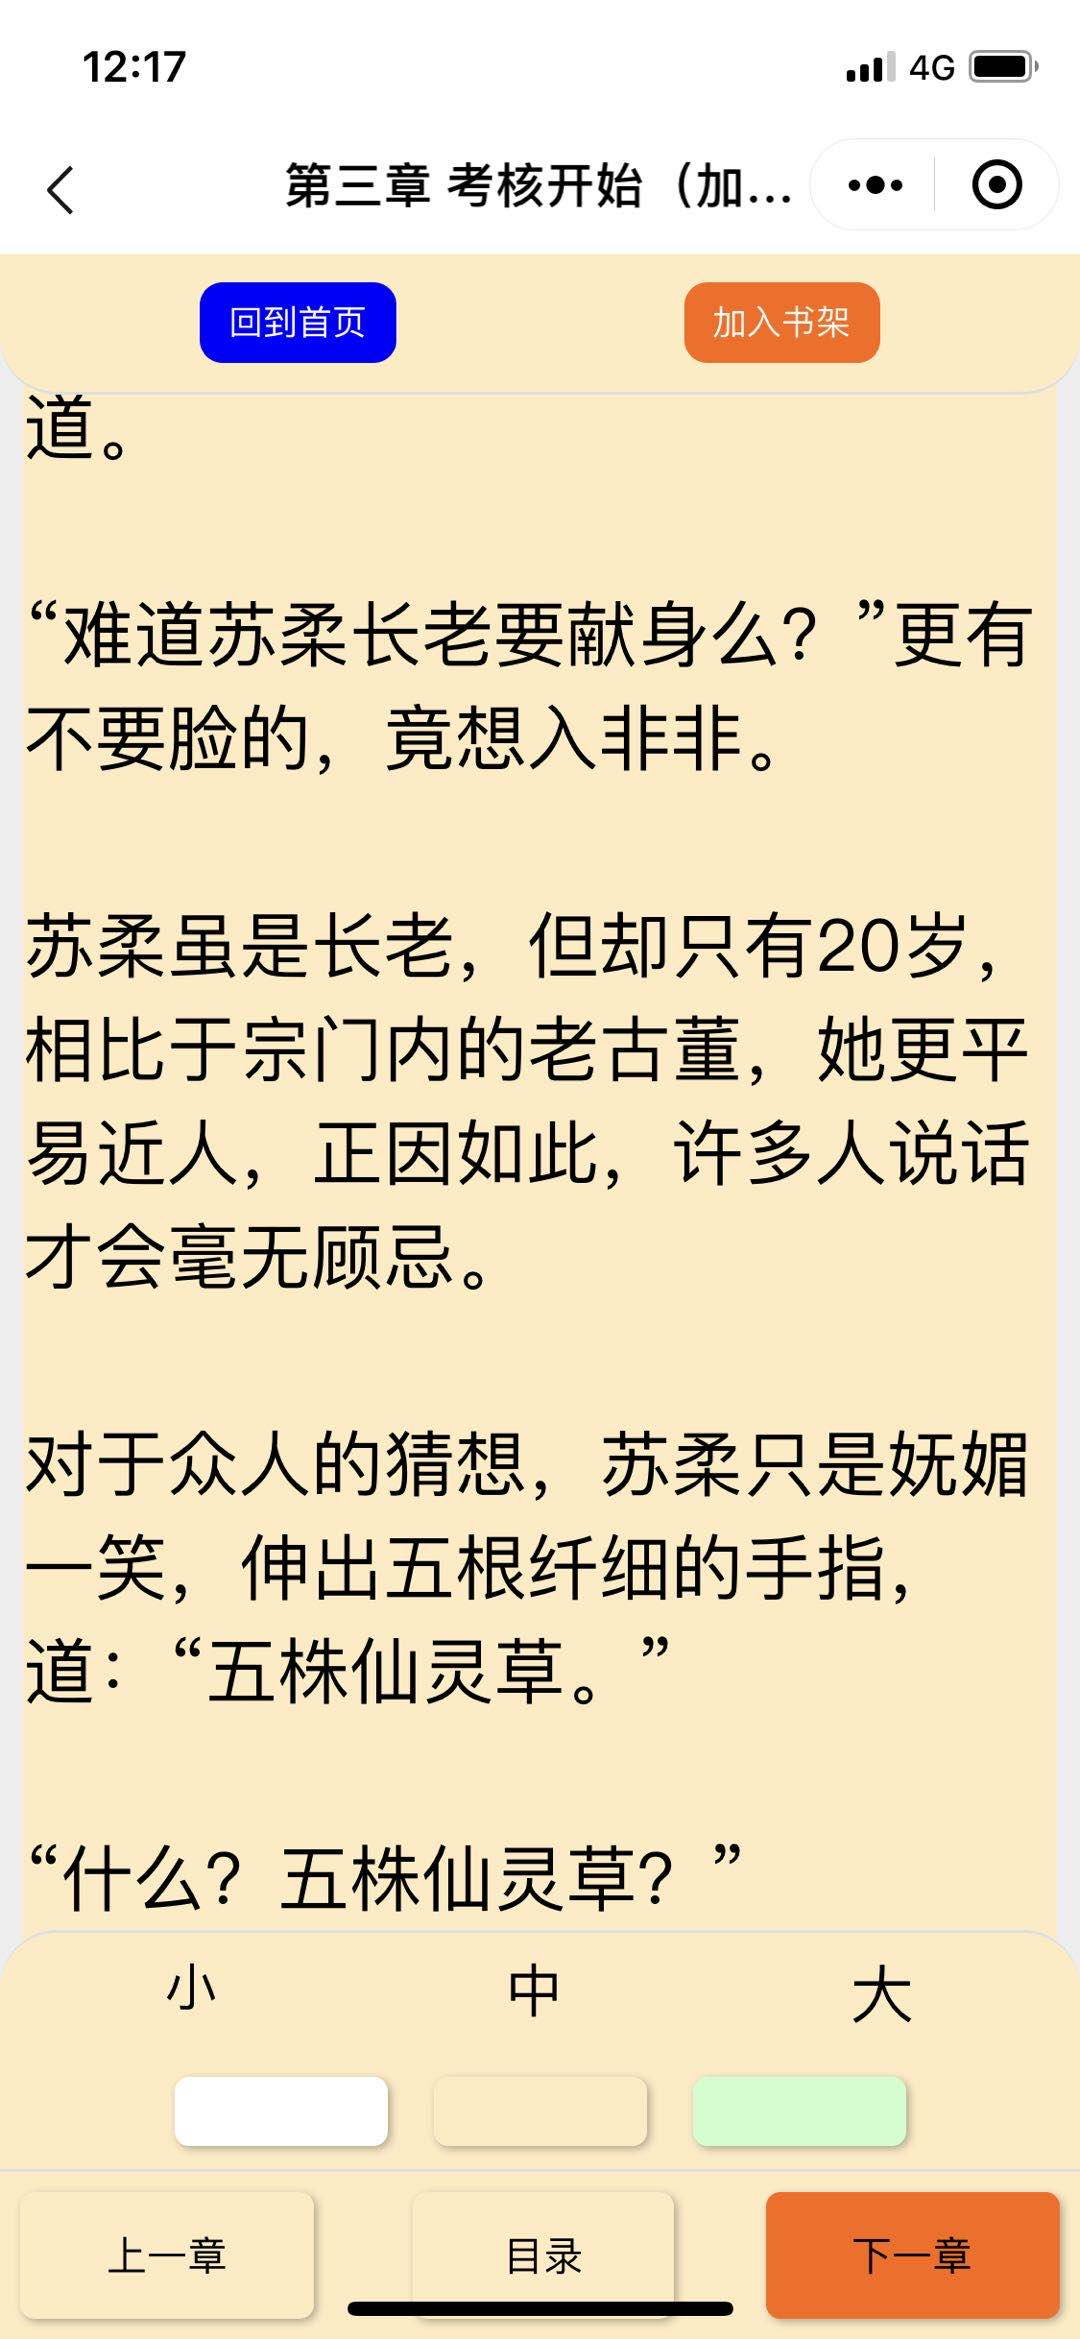 12:17
4G
第三章 考核开始（加...
回到首页
加入书架
道。
“难道苏柔长老要献身么？”更有
不要脸的，竟想入非非。
苏柔虽是长老，但却只有20岁，
相比于宗门内的老古董，她更平
易近人，正因如此，许多人说话
才会毫无顾忌。
对于众人的猜想，苏柔只是妩媚
一笑，伸出五根纤细的手指，
道：“五株仙灵草。”
“什么？五株仙灵草？”
小
中
大
上一章
目录
下一章